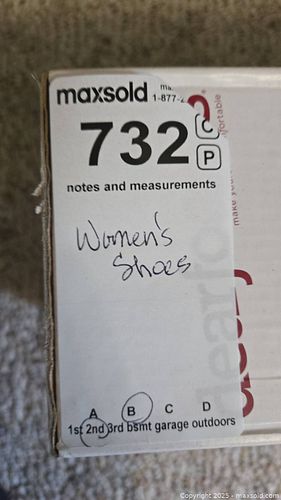 maxsold
1-877-
732
C
P
notes and measurements
Women's
Shoes
A B C D
1st 2nd 3rd bsmt garage outdoors
Copyright © 2025 - maxsold.com